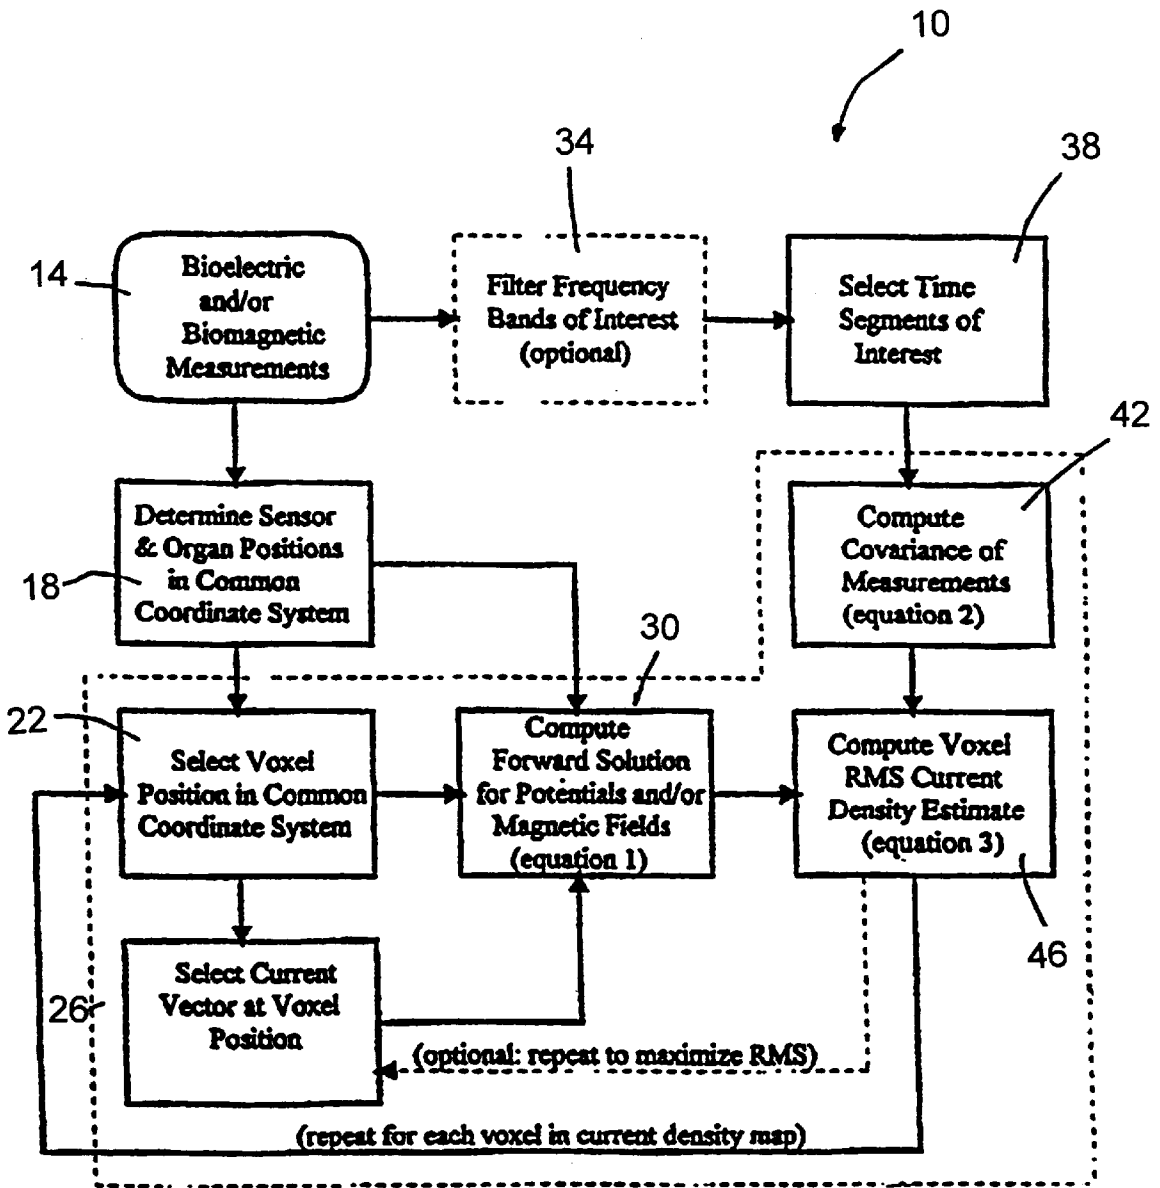 10
34
38
14
Bioelectric
and/or
Biomagnetic
Measurements
Filter Frequency
Bands of Interest
(optional)
Select Time
Segments of
Interest
42
Determine Sensor
& Organ Positions
in Common
Coordinate System
18
Compute
Covariance of
Measurements
(equation 2)
30
22
Select Voxel
Position in Common
Coordinate System
Compute
Forward Solution
for Potentials and/or
Magnetic Fields
(equation 1)
Compute Voxel
RMS Current
Density Estimate
(equation 3)
46
26
Select Current
Vector at Voxel
Position
(optional: repeat to maximize RMS)
(repeat for each voxel in current density map)